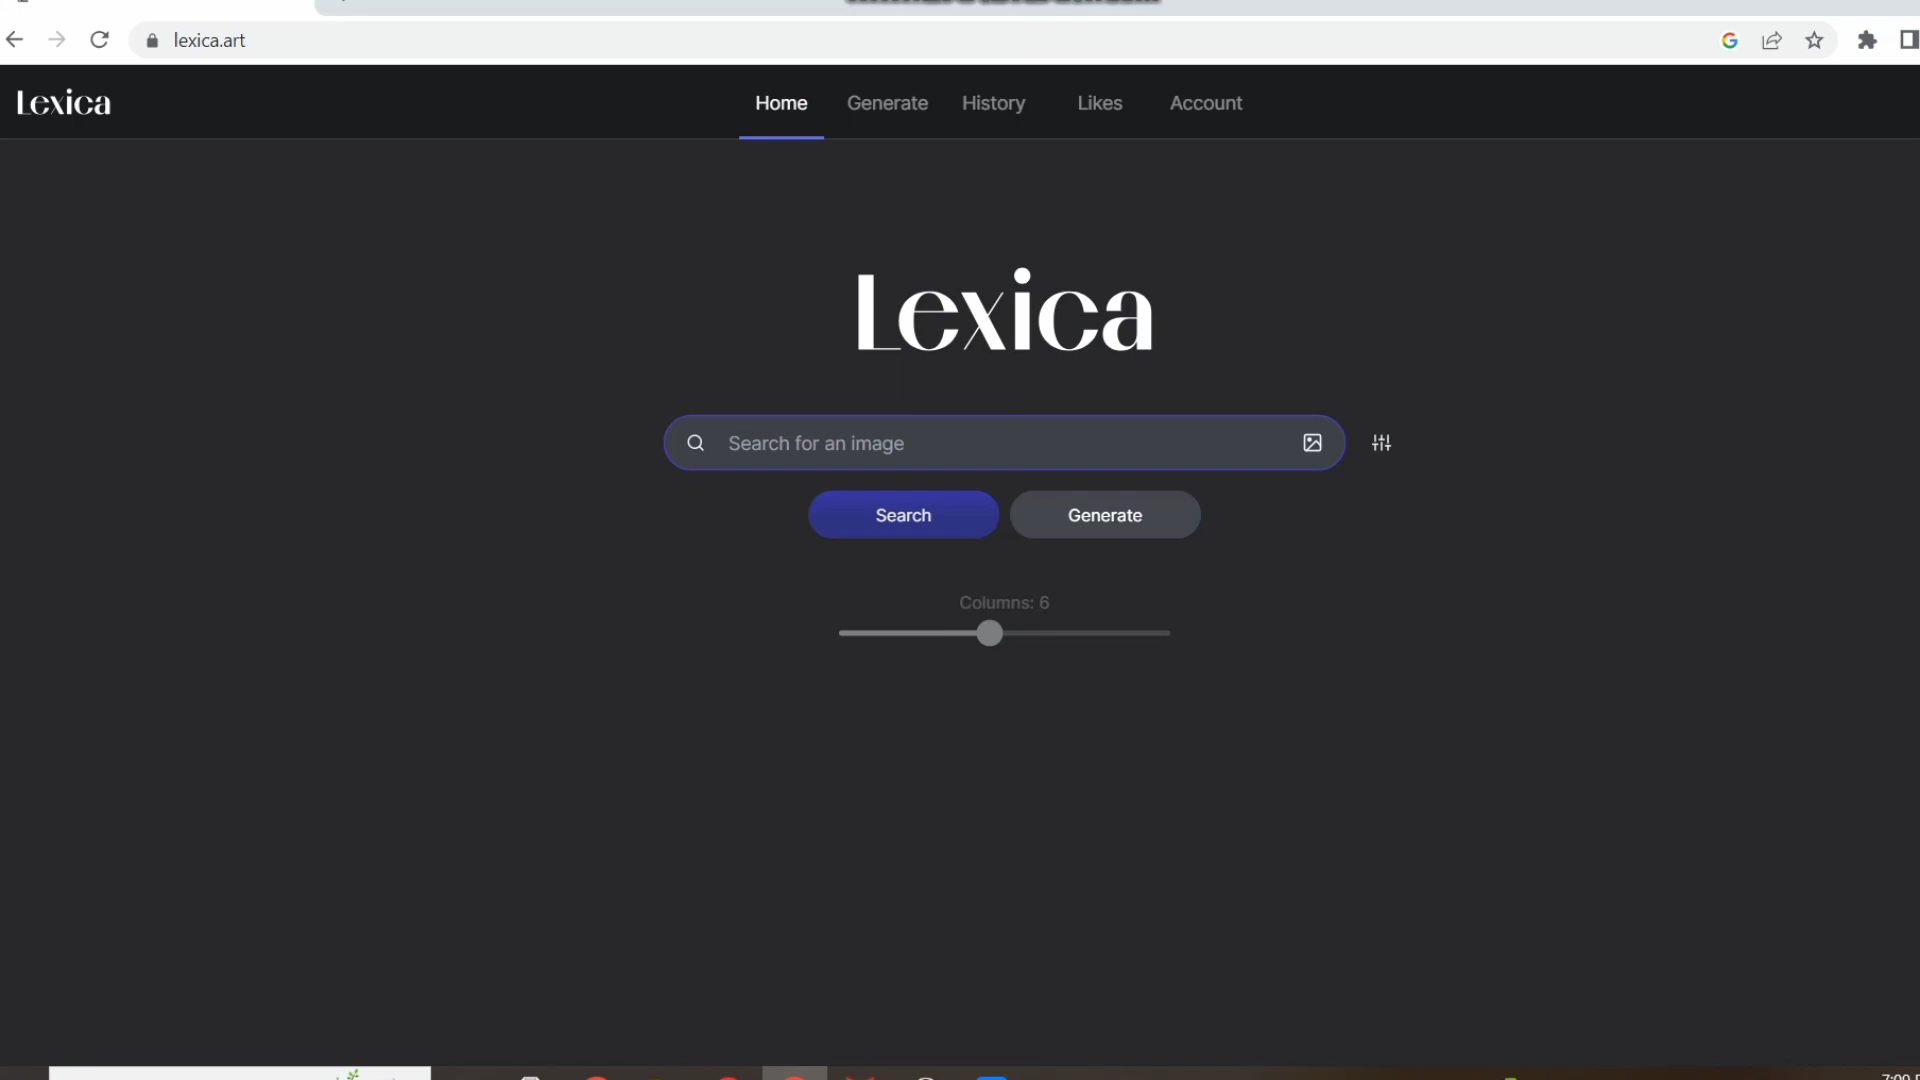 lexica.art
Lexica
Home Generate History Likes Account
Lexica
Search for an image
Search Generate
Columns: 6